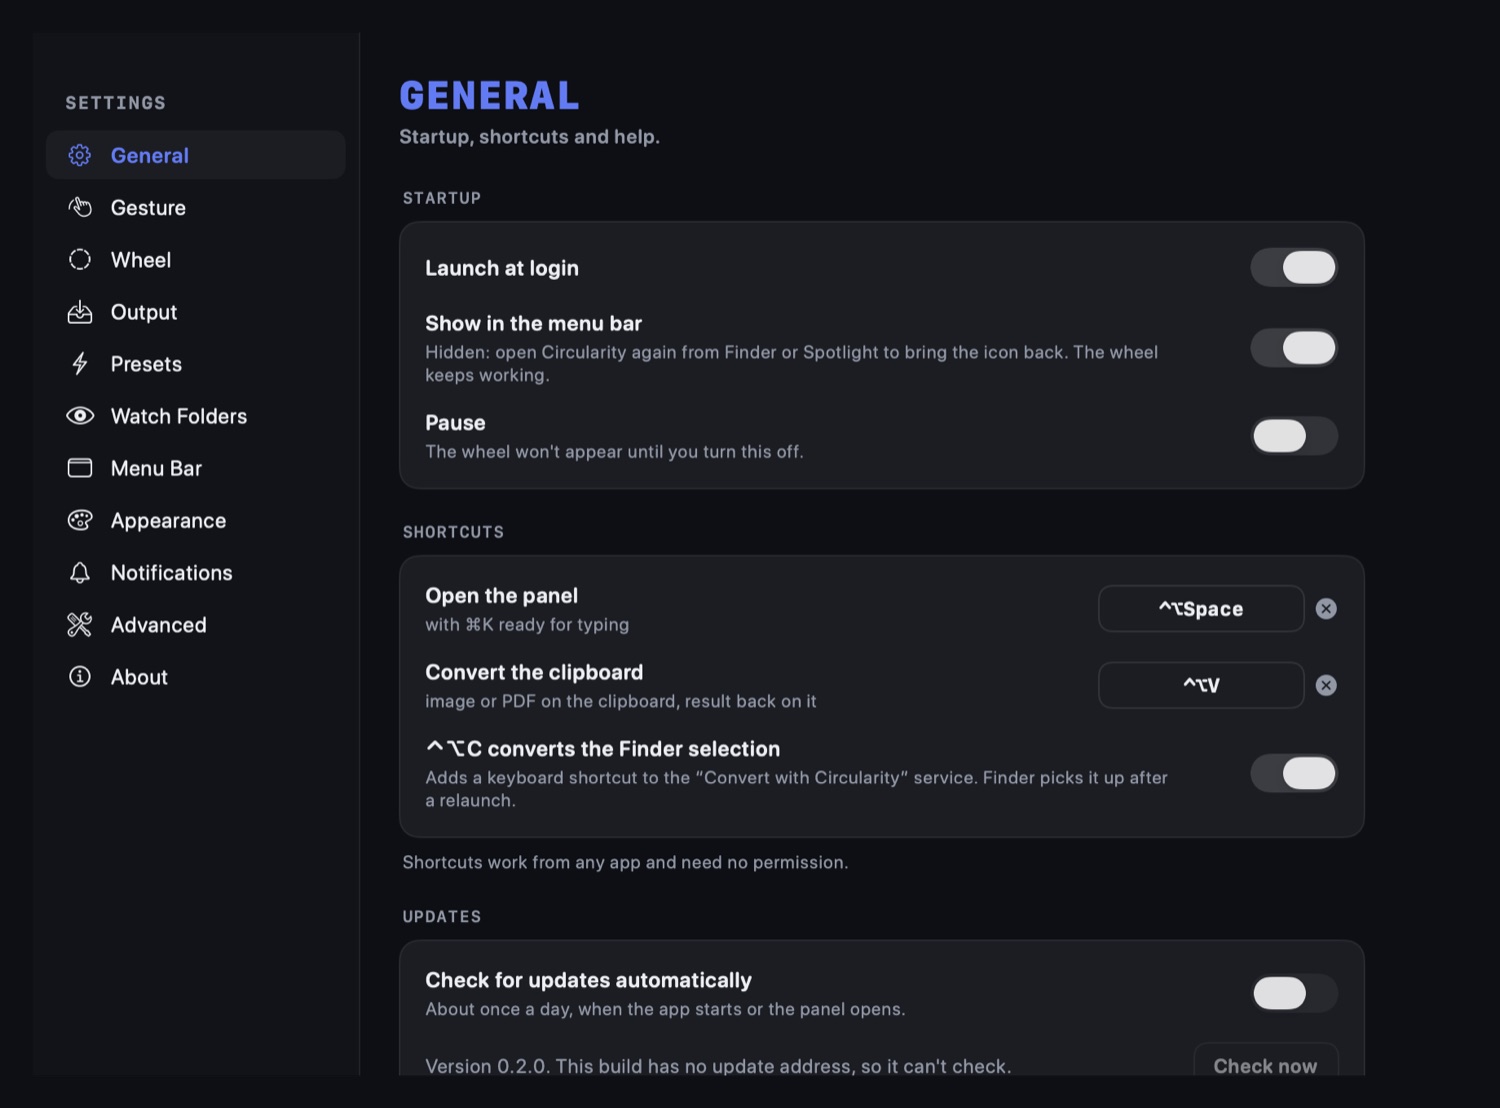 SETTINGS
General
Gesture
Wheel
Output
Presets
Watch Folders
Menu Bar
Appearance
Notifications
Advanced
About
GENERAL
Startup, shortcuts and help.
STARTUP
Launch at login
Show in the menu bar
Hidden: open Circularity again from Finder or Spotlight to bring the icon back. The wheel
keeps working.
Pause
The wheel won't appear until you turn this off.
SHORTCUTS
Open the panel
with ⌘K ready for typing
^⌥Space
Convert the clipboard
image or PDF on the clipboard, result back on it
^⌥V
^⌥C converts the Finder selection
Adds a keyboard shortcut to the “Convert with Circularity” service. Finder picks it up after
a relaunch.
Shortcuts work from any app and need no permission.
UPDATES
Check for updates automatically
About once a day, when the app starts or the panel opens.
Version 0.2.0. This build has no update address, so it can't check.
Check now